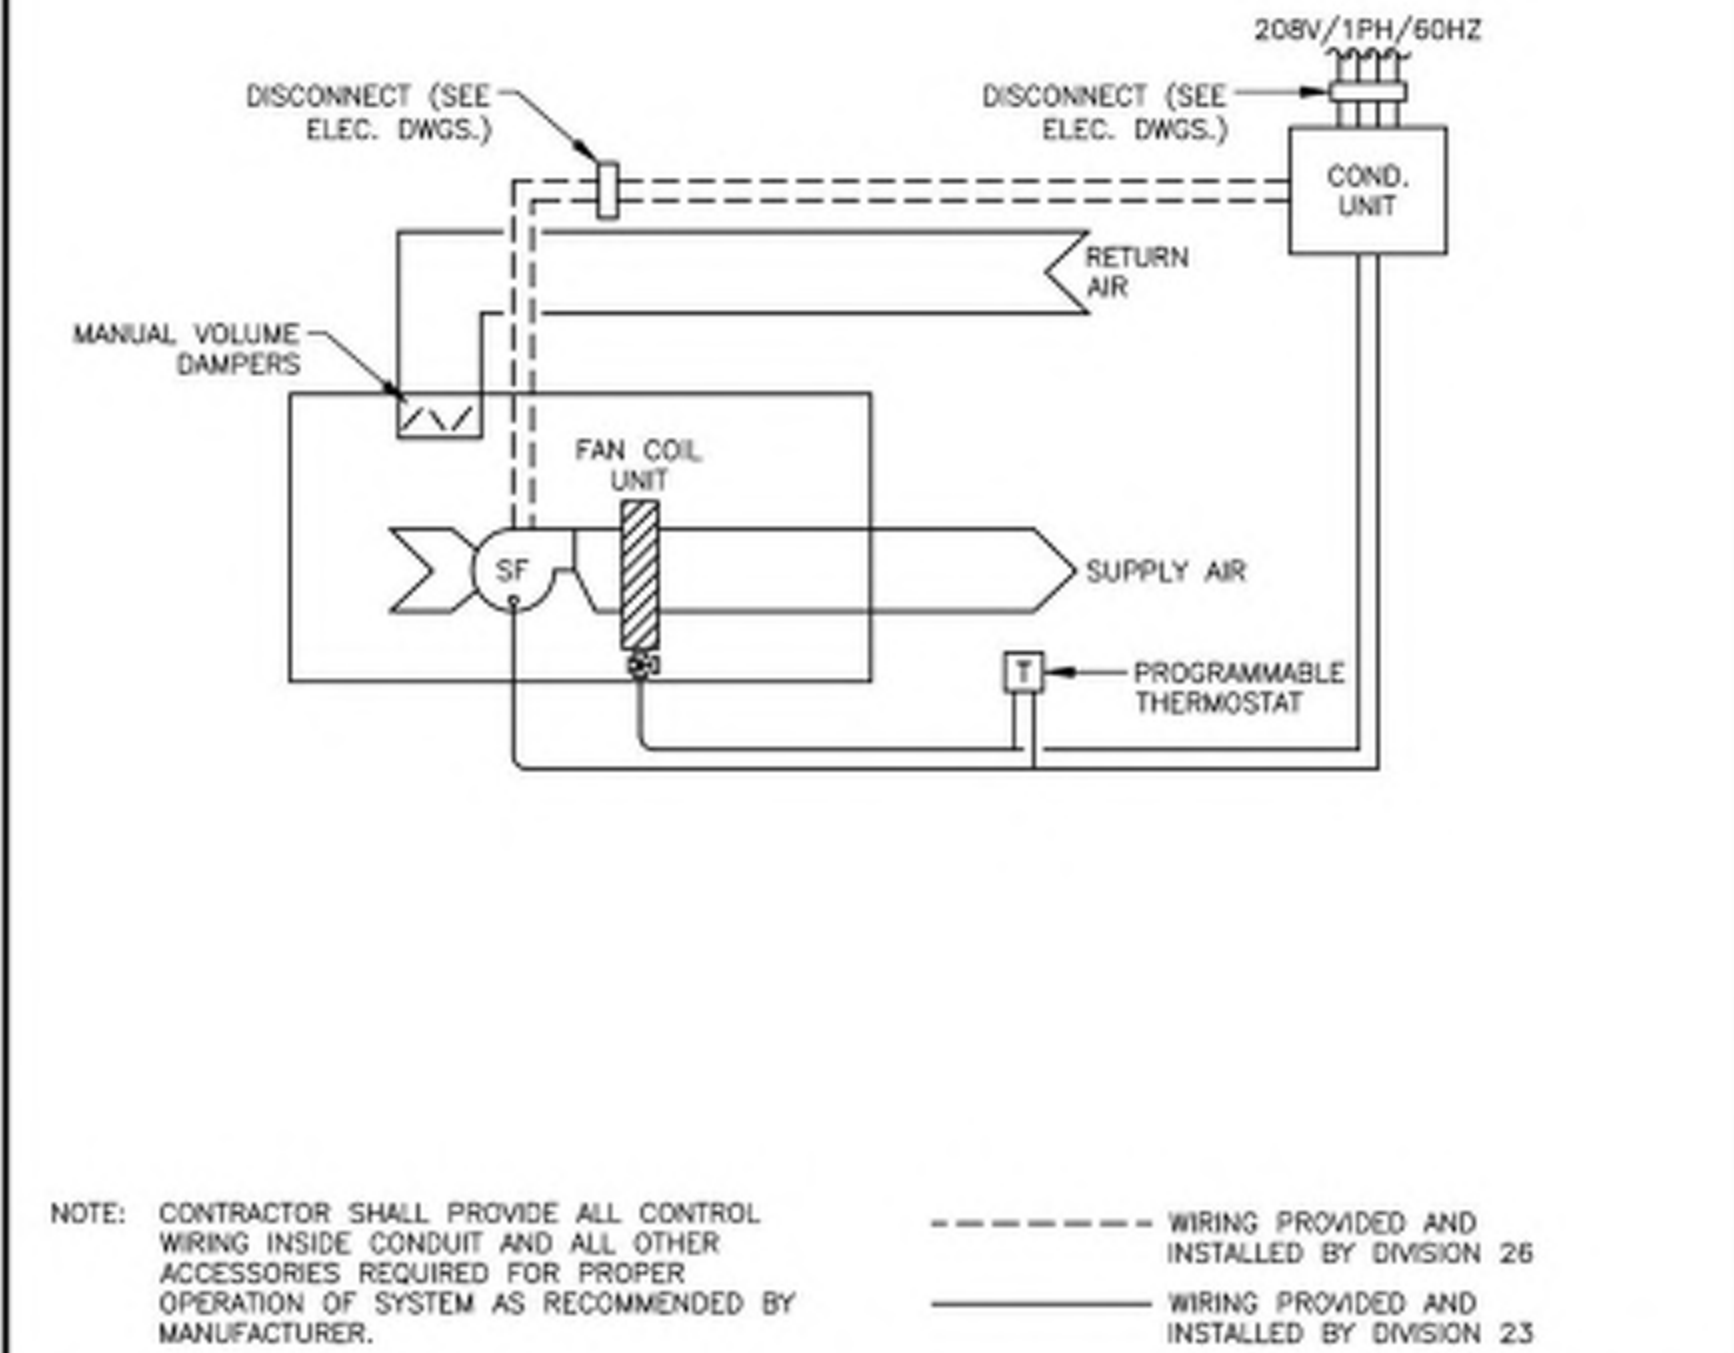 208V/1PH/60HZ
DISCONNECT (SEE
ELEC. DWGS.)
DISCONNECT (SEE
ELEC. DWGS.)
COND.
UNIT
RETURN
AIR
MANUAL VOLUME
DAMPERS
FAN COIL
UNIT
SF
SUPPLY AIR
T
PROGRAMMABLE
THERMOSTAT
NOTE: CONTRACTOR SHALL PROVIDE ALL CONTROL
WIRING INSIDE CONDUIT AND ALL OTHER
ACCESSORIES REQUIRED FOR PROPER
OPERATION OF SYSTEM AS RECOMMENDED BY
MANUFACTURER.
WIRING PROVIDED AND
INSTALLED BY DIVISION 26
WIRING PROVIDED AND
INSTALLED BY DIVISION 23